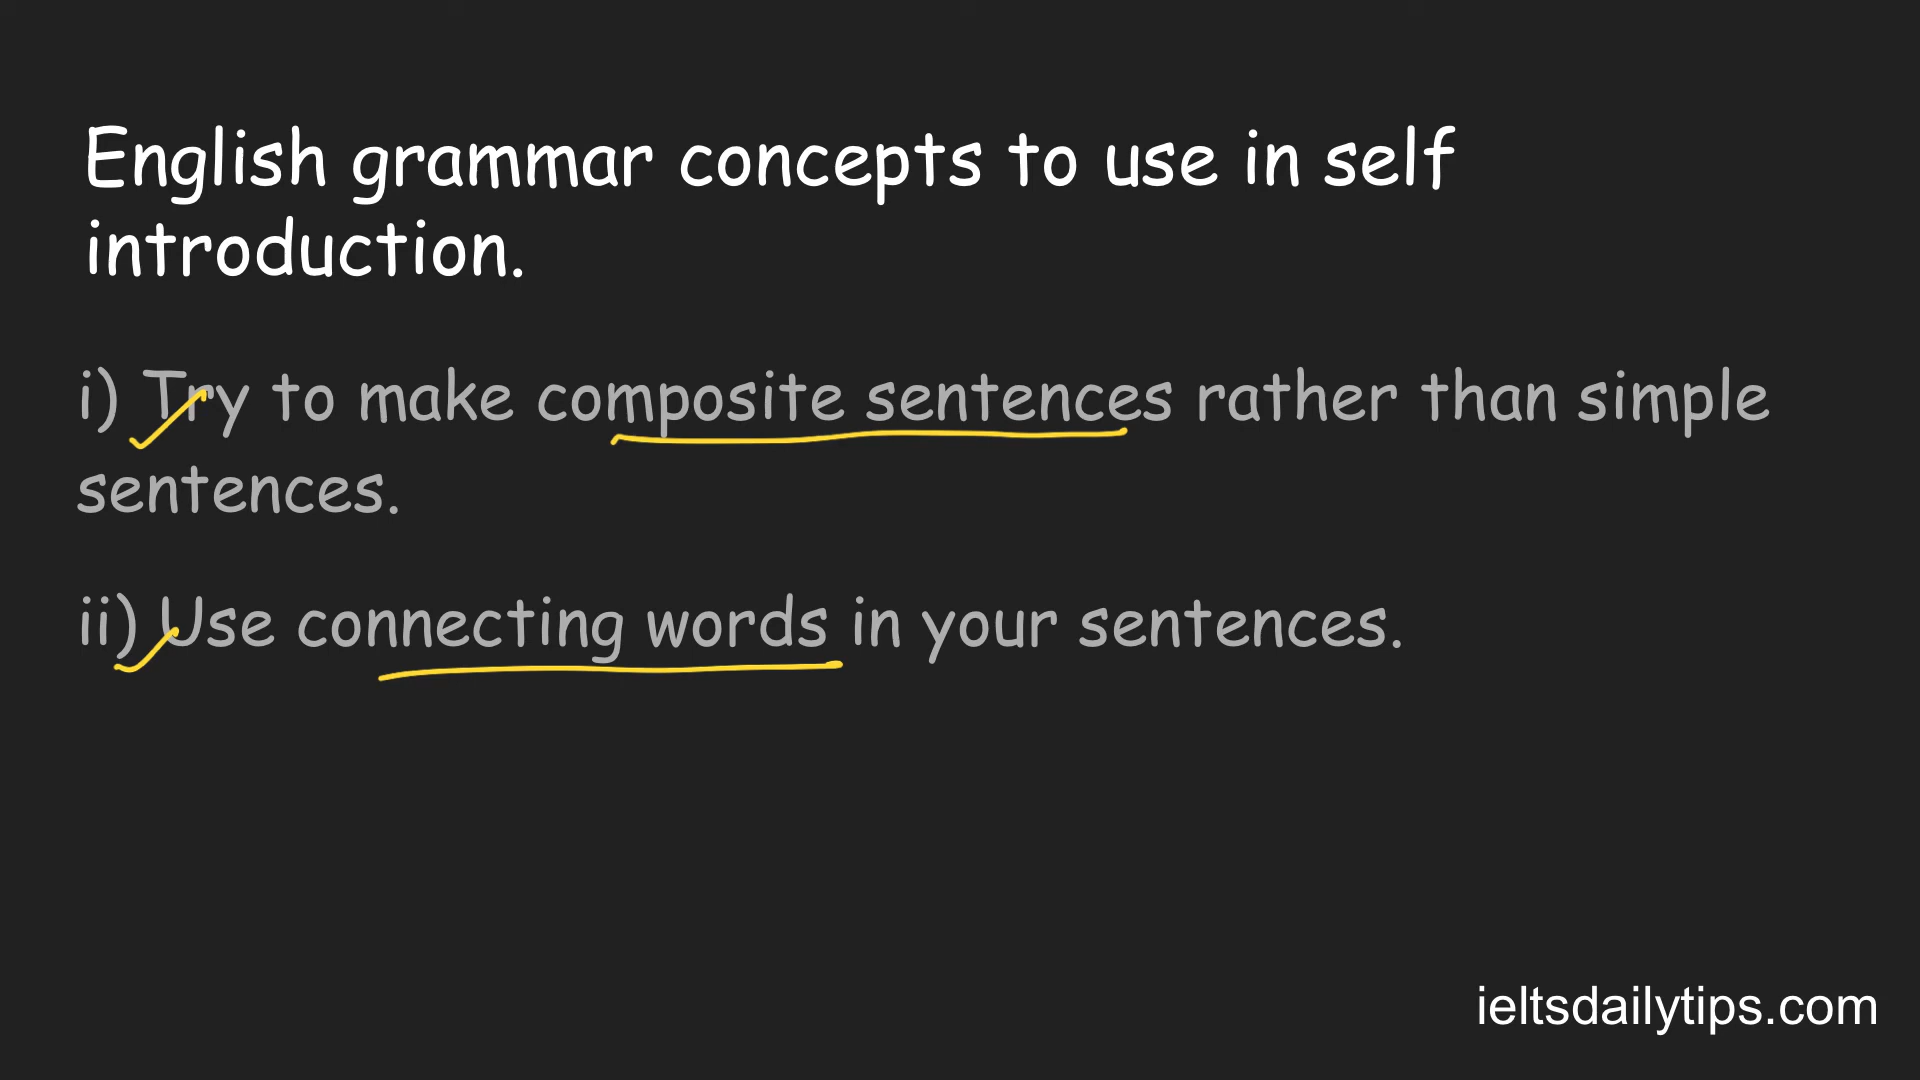 English grammar concepts to use in self
introduction.
i) Try to make composite sentences rather than simple
sentences.
ii) Use connecting words in your sentences.
ieltsdailytips.com